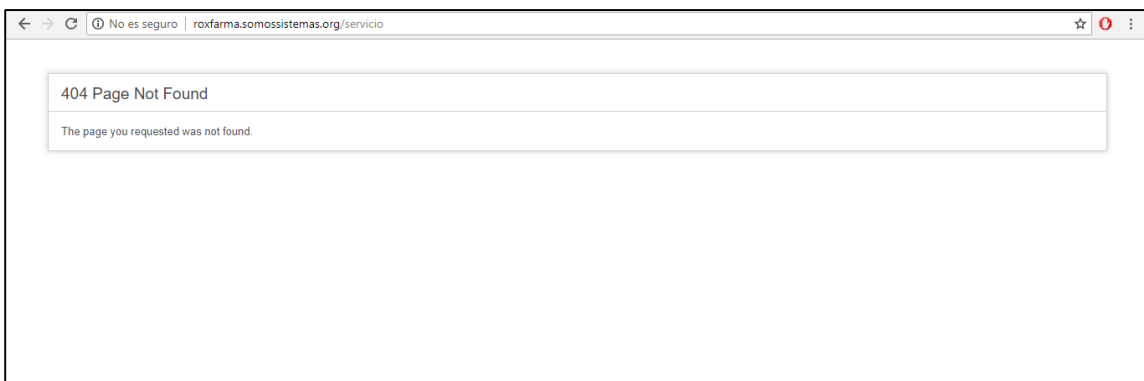 No es seguro | roxfarma.somossistemas.org/servicio
404 Page Not Found
The page you requested was not found.